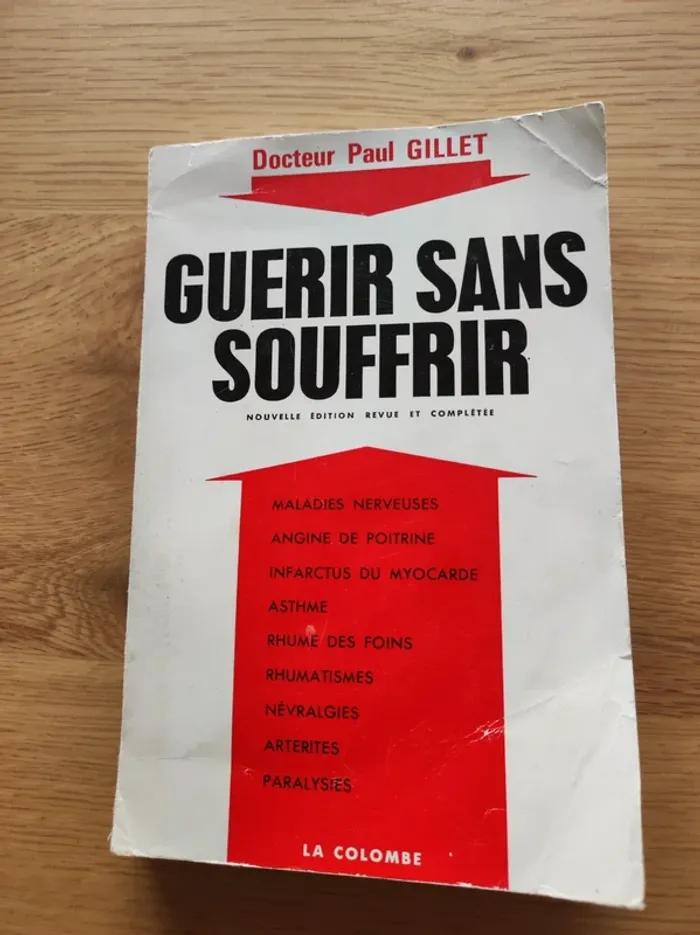 Docteur Paul GILLET
GUERIR SANS
SOUFFRIR
NOUVELLE ÉDITION REVUE ET COMPLÉTÉE
MALADIES NERVEUSES
ANGINE DE POITRINE
INFARCTUS DU MYOCARDE
ASTHME
RHUME DES FOINS
RHUMATISMES
NÉVRALGIES
ARTERITES
PARALYSIES
LA COLOMBE